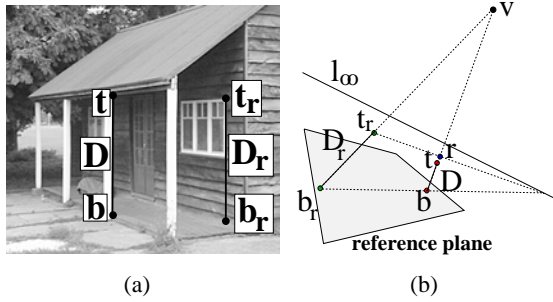 t
t_r
D
D_r
b
b_r
v
l_∞
t_r
D_r
t
r
D
b_r
b
reference plane
(a)
(b)